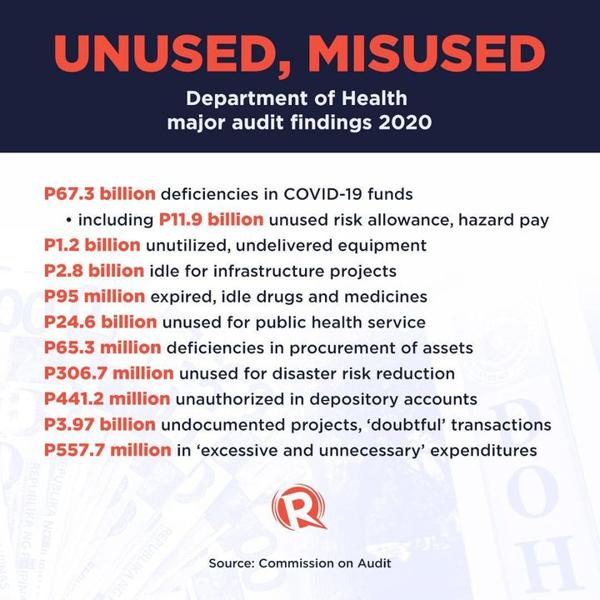 UNUSED, MISUSED
Department of Health
major audit findings 2020
P67.3 billion deficiencies in COVID-19 funds
• including P11.9 billion unused risk allowance, hazard pay
P1.2 billion unutilized, undelivered equipment
P2.8 billion idle for infrastructure projects
P95 million expired, idle drugs and medicines
P24.6 billion unused for public health service
P65.3 million deficiencies in procurement of assets
P306.7 million unused for disaster risk reduction
P441.2 million unauthorized in depository accounts
P3.97 billion undocumented projects, ‘doubtful’ transactions
P557.7 million in ‘excessive and unnecessary’ expenditures
DOH
R
Source: Commission on Audit